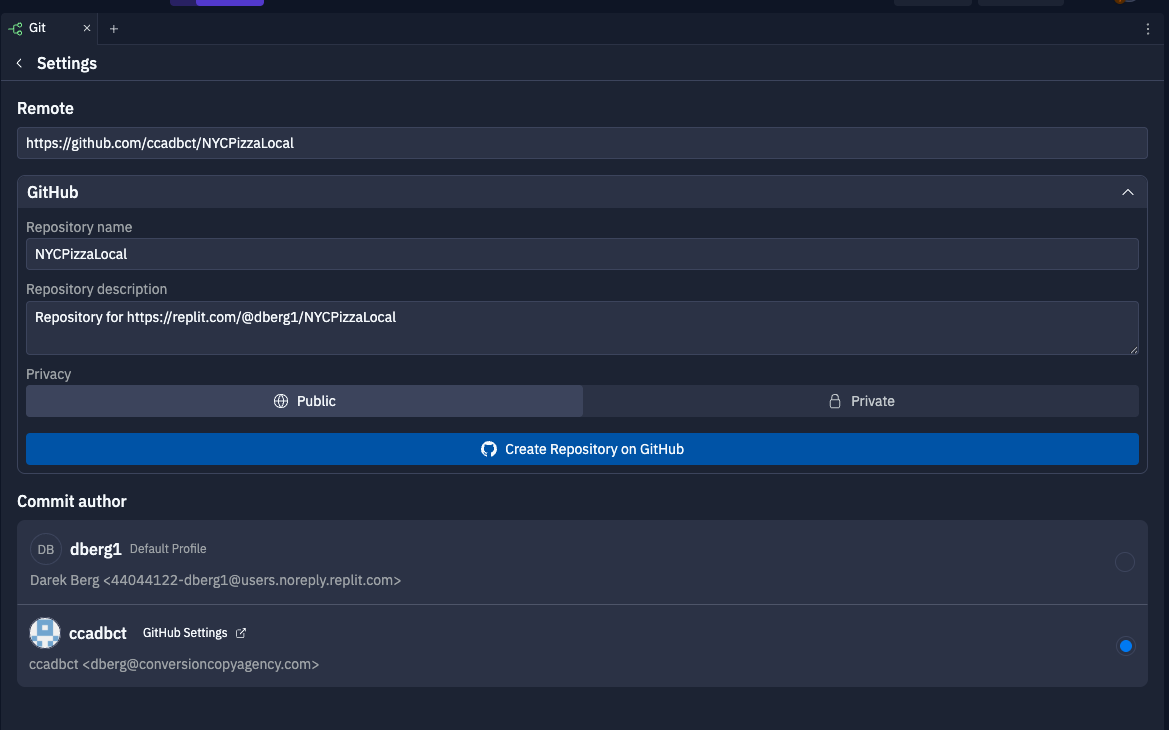 Git
Settings
Remote
https://github.com/ccadbct/NYCPizzaLocal
GitHub
Repository name
NYCPizzaLocal
Repository description
Repository for https://replit.com/@dberg1/NYCPizzaLocal
Privacy
Public
Private
Create Repository on GitHub
Commit author
DB dberg1 Default Profile
Darek Berg <44044122-dberg1@users.noreply.replit.com>
ccadbct GitHub Settings
ccadbct <dberg@conversioncopyagency.com>